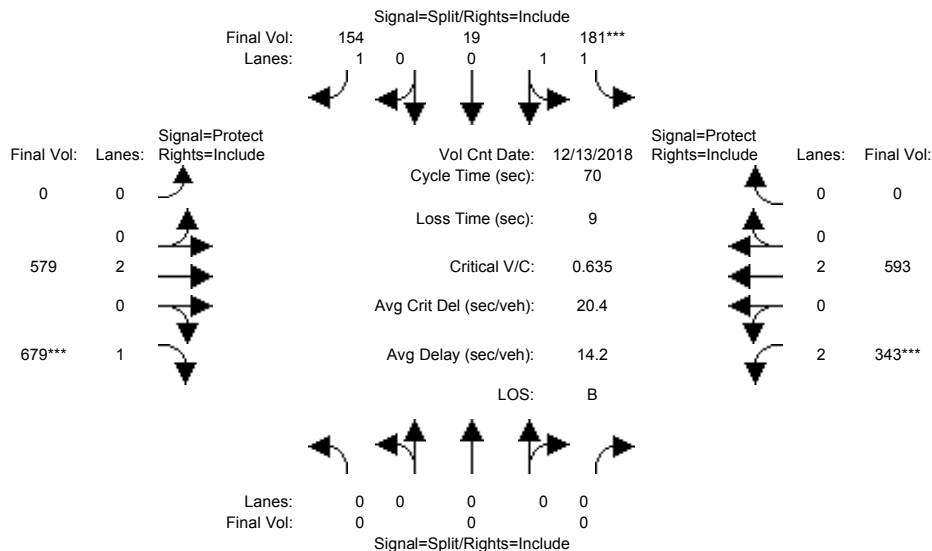 Signal=Split/Rights=Include
Final Vol: 154 19 181***
Lanes: 1 0 0 1 1
Signal=Protect Signal=Protect
Final Vol: Lanes: Rights=Include Vol Cnt Date: 12/13/2018 Rights=Include Lanes: Final Vol:
Cycle Time (sec): 70
0 0 0 0
Loss Time (sec): 9
0 0
579 2 Critical V/C: 0.635 2 593
0 Avg Crit Del (sec/veh): 20.4 0
679*** 1 Avg Delay (sec/veh): 14.2 2 343***
LOS: B
Lanes: 0 0 0 0 0
Final Vol: 0 0 0
Signal=Split/Rights=Include